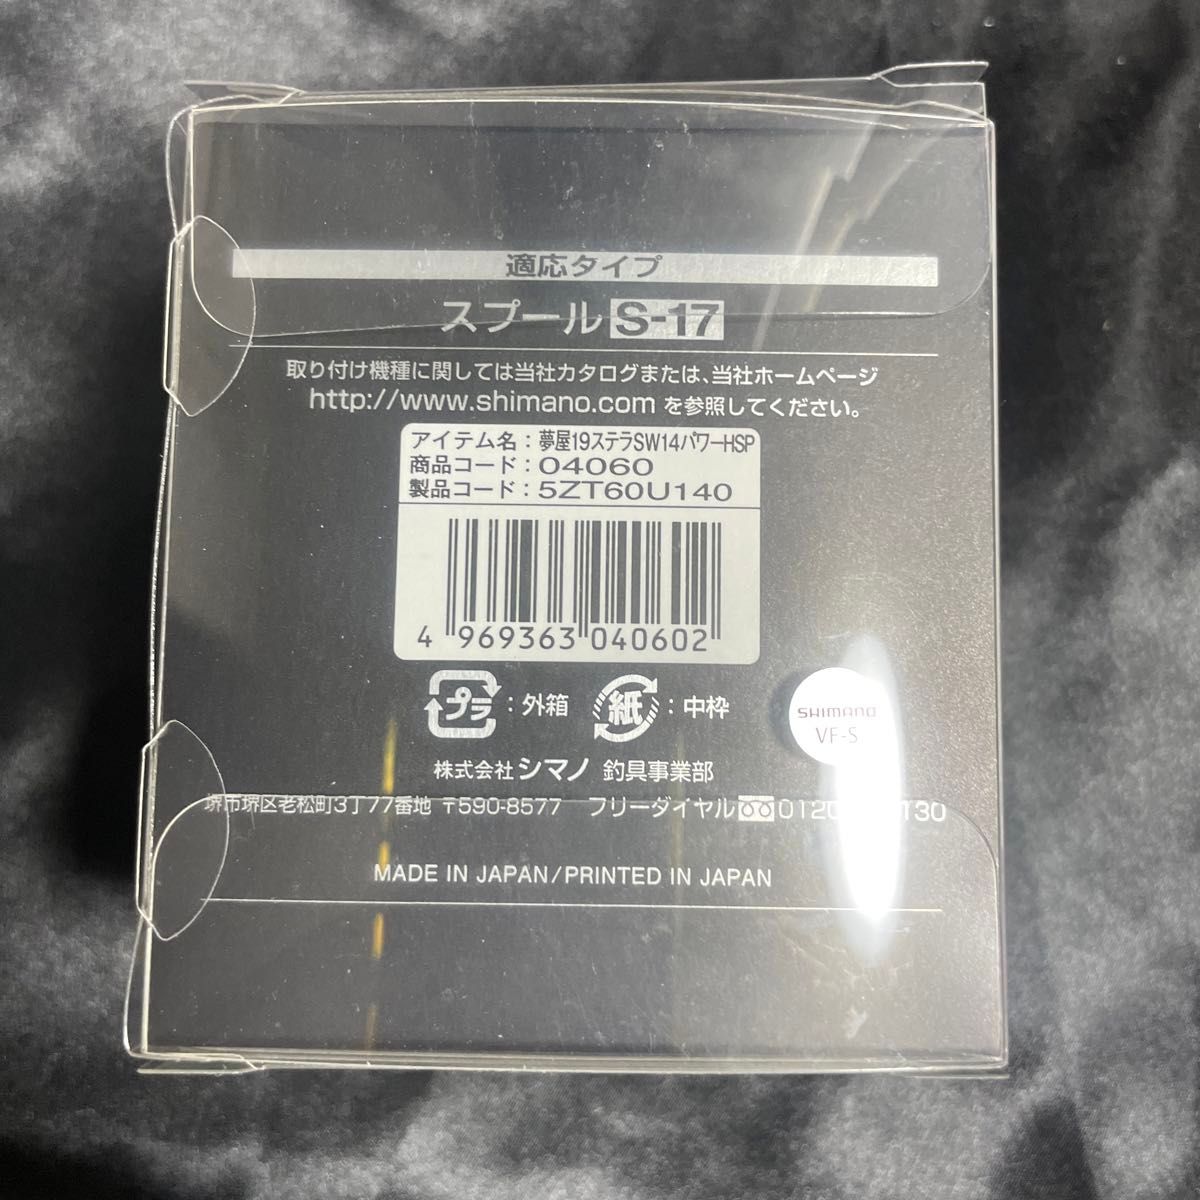 適応タイプ
スプール S-17
取り付け機種に関しては当社カタログまたは、当社ホームページ
http://www.shimano.com を参照してください。
アイテム名：夢屋19ステラSW14パワーHSP
商品コード：04060
製品コード：5ZT60U140
4 969363 040602
プラ：外箱 紙：中枠
SHIMANO
VF-S
株式会社 シマノ 釣具事業部
堺市堺区老松町3丁77番地 〒590-8577 フリーダイヤル 0120 130
MADE IN JAPAN/PRINTED IN JAPAN